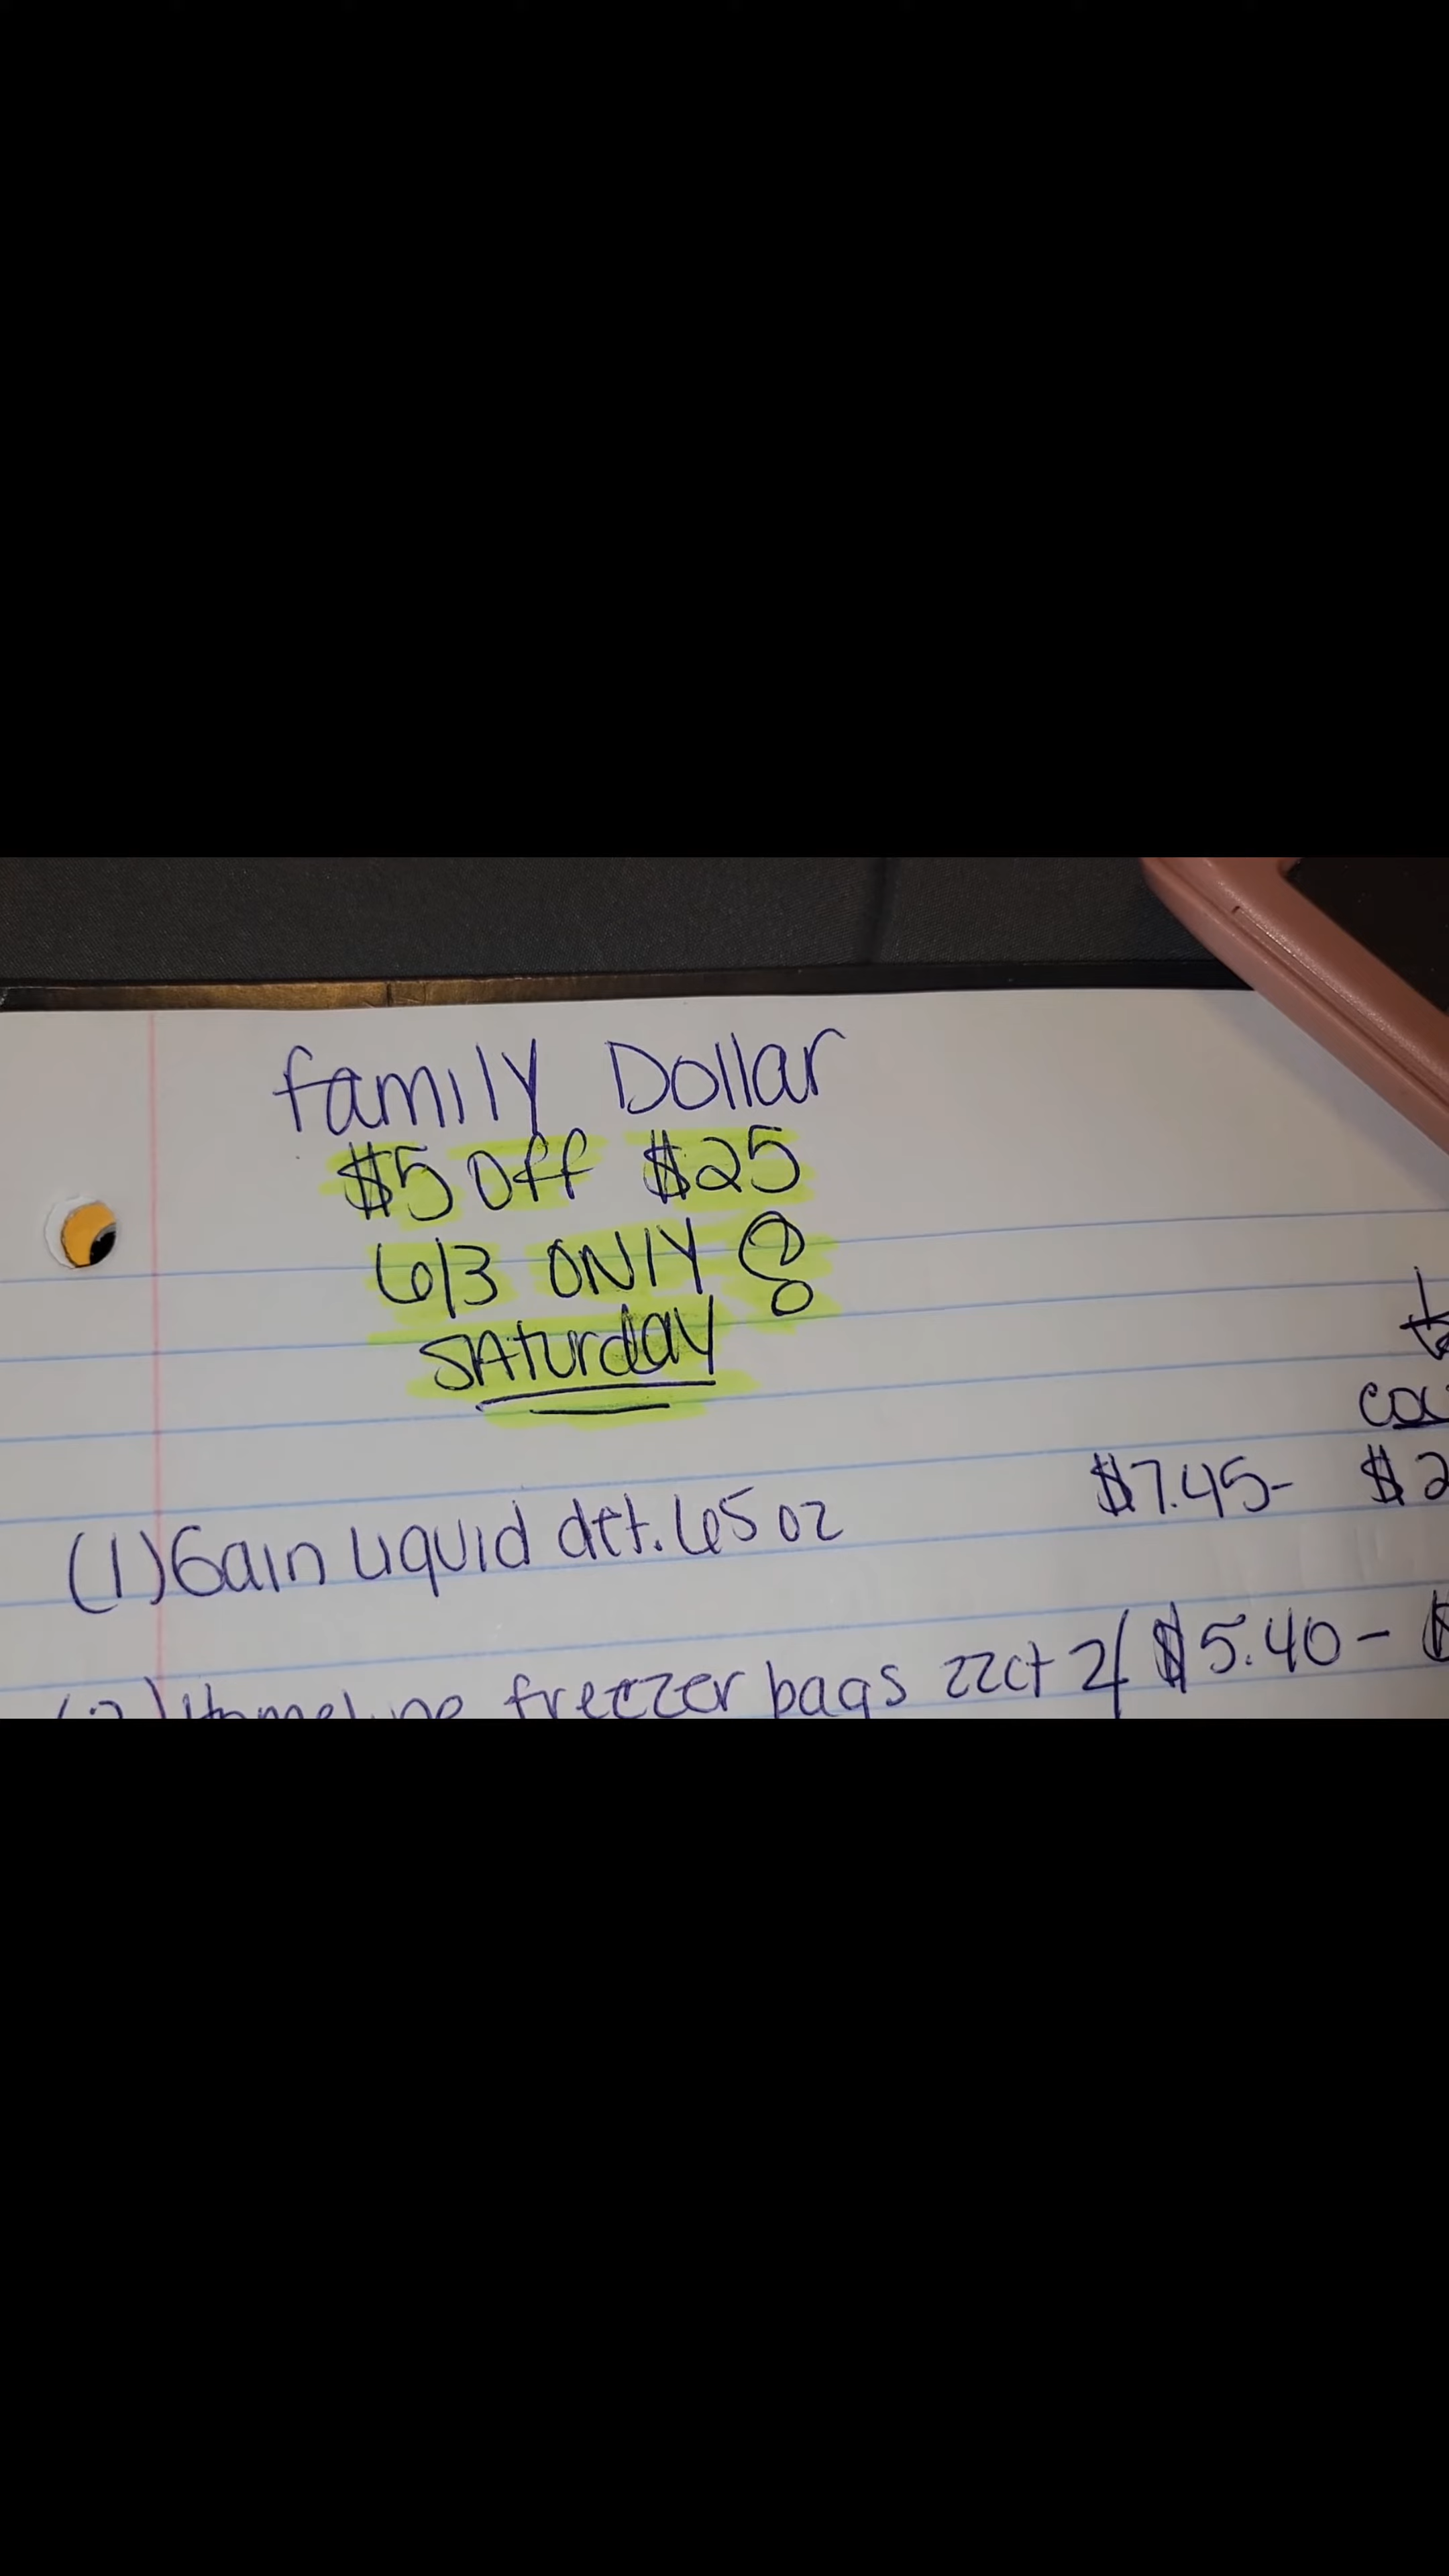 family Dollar
$5 Off $25
6/3 ONLY
SAturday
(1) Gain Liquid det. 65 oz $7.45- $2
freezer bags 22ct 2/$5.40-